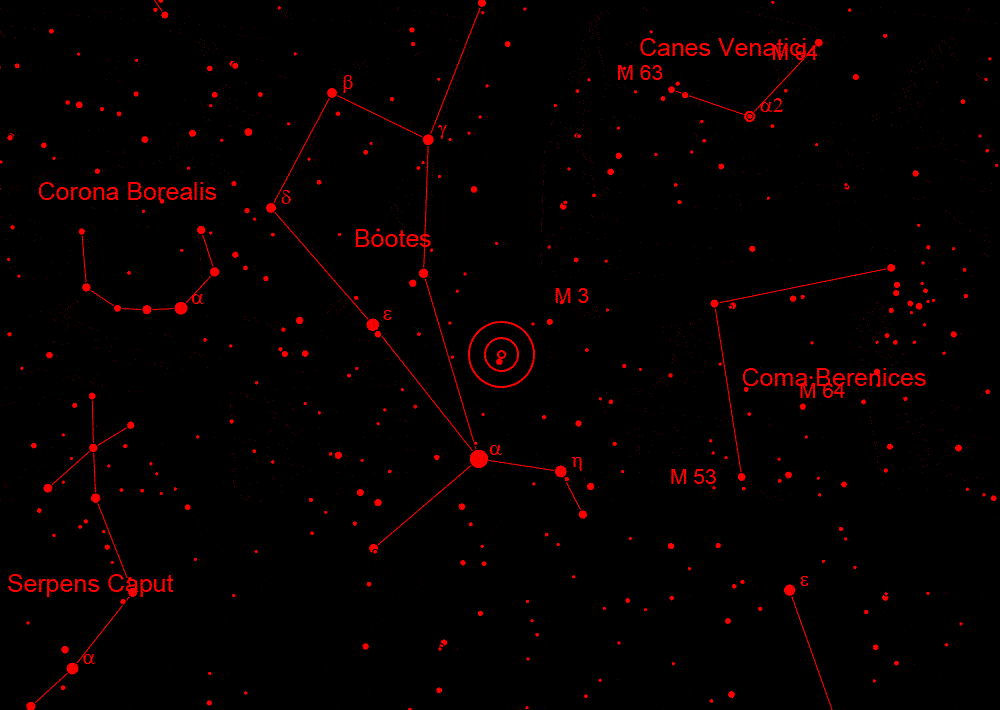 Canes Venatici
M 94
M 63
β
α2
γ
Corona Borealis
δ
Bootes
α
M 3
ε
Coma Berenices
M 64
α
η
M 53
Serpens Caput
ε
α